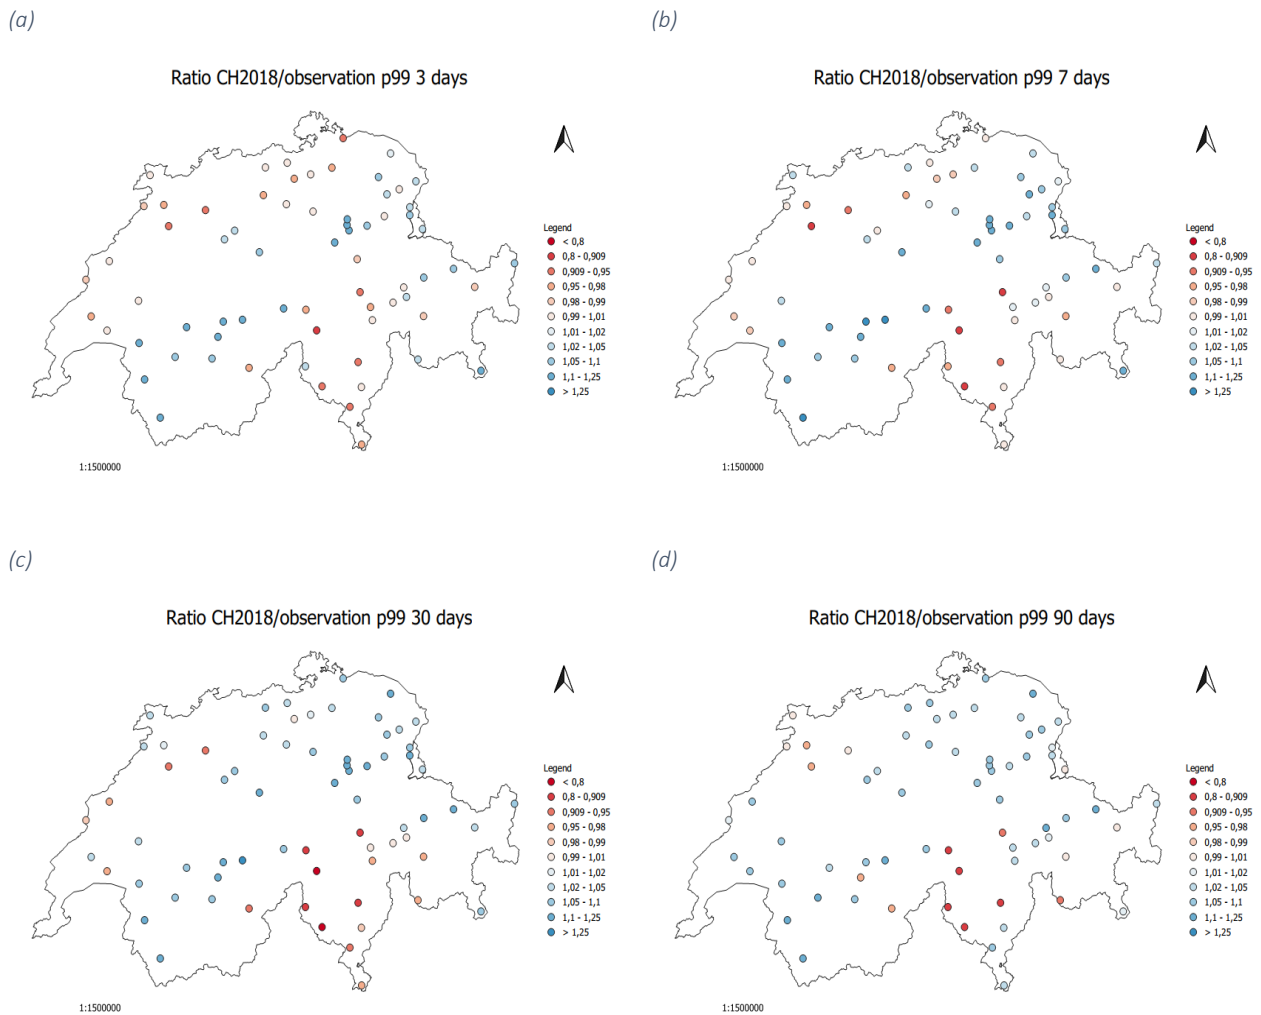 (a)
(b)
Ratio CH2018/observation p99 3 days
Ratio CH2018/observation p99 7 days
Legend
< 0,8
0,8 - 0,909
0,909 - 0,95
0,95 - 0,98
0,98 - 0,99
0,99 - 1,01
1,01 - 1,02
1,02 - 1,05
1,05 - 1,1
1,1 - 1,25
> 1,25
Legend
< 0,8
0,8 - 0,909
0,909 - 0,95
0,95 - 0,98
0,98 - 0,99
0,99 - 1,01
1,01 - 1,02
1,02 - 1,05
1,05 - 1,1
1,1 - 1,25
> 1,25
1:1500000
1:1500000
(c)
(d)
Ratio CH2018/observation p99 30 days
Ratio CH2018/observation p99 90 days
Legend
< 0,8
0,8 - 0,909
0,909 - 0,95
0,95 - 0,98
0,98 - 0,99
0,99 - 1,01
1,01 - 1,02
1,02 - 1,05
1,05 - 1,1
1,1 - 1,25
> 1,25
Legend
< 0,8
0,8 - 0,909
0,909 - 0,95
0,95 - 0,98
0,98 - 0,99
0,99 - 1,01
1,01 - 1,02
1,02 - 1,05
1,05 - 1,1
1,1 - 1,25
> 1,25
1:1500000
1:1500000